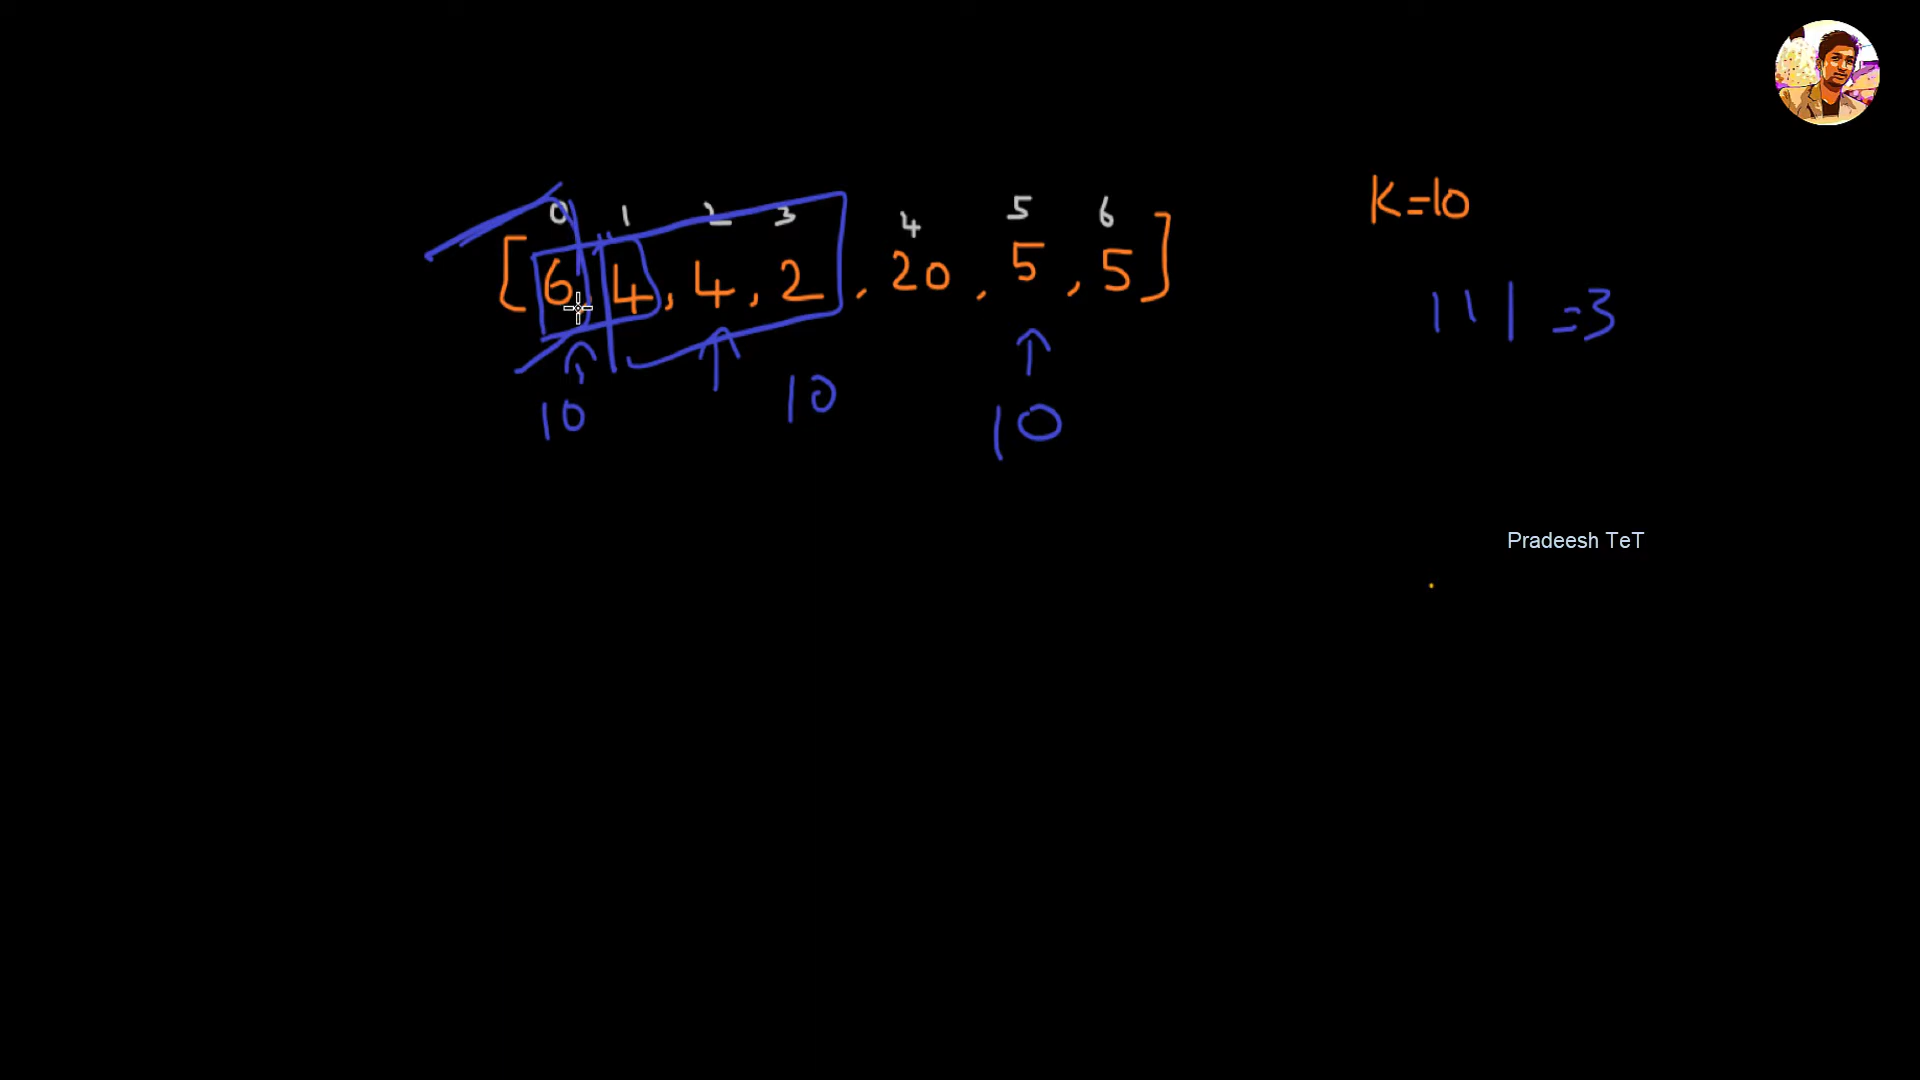 0 1 2 3 4 5 6
[6, 4, 4, 2, 20, 5, 5]
K=10
111 =3
10 10 10
Pradeesh TeT